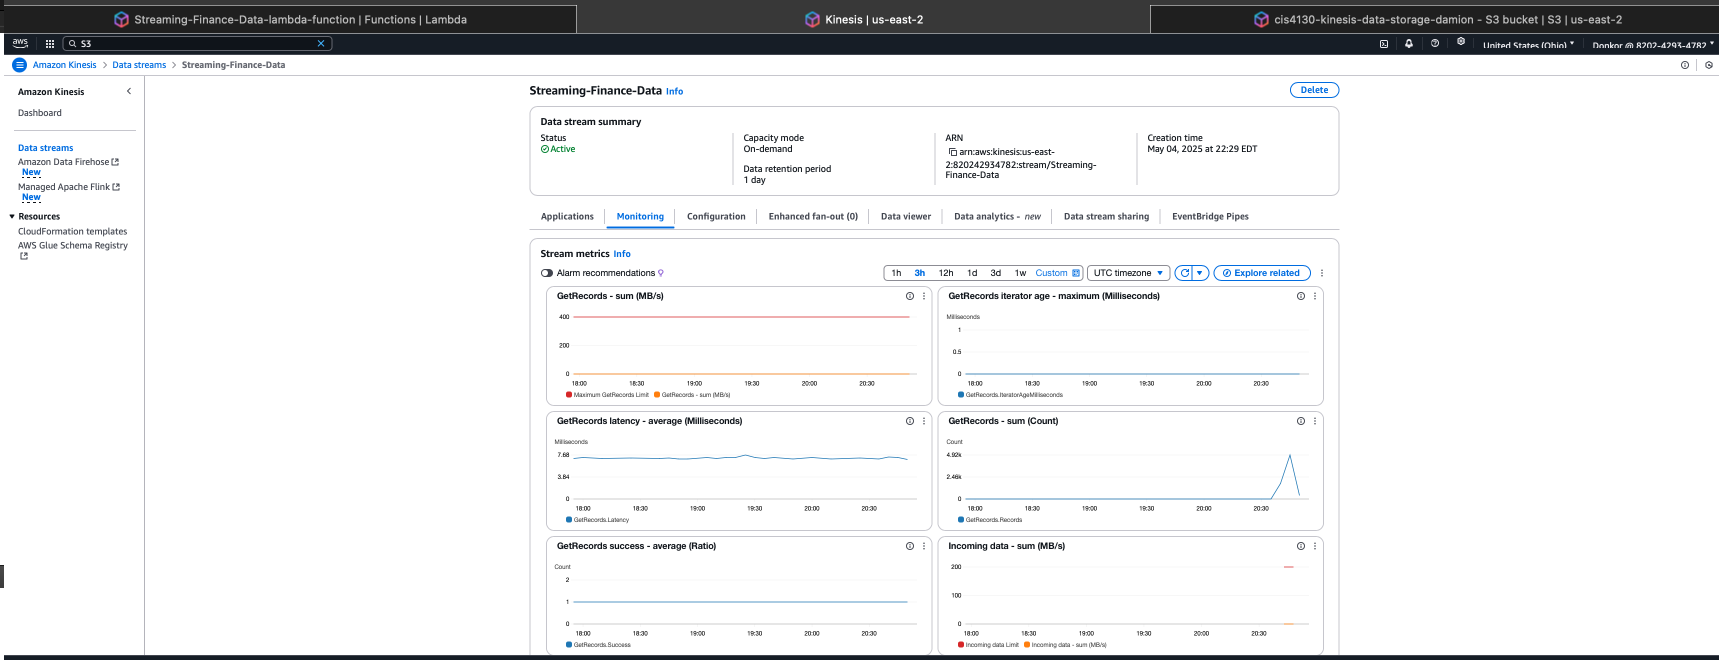 Streaming-Finance-Data-lambda-function | Functions | Lambda
Kinesis | us-east-2
cis4130-kinesis-data-storage-damion - S3 bucket | S3 | us-east-2
aws
S3
United States (Ohio)
Donkor @ 8202-4293-4782
Amazon Kinesis > Data streams > Streaming-Finance-Data
Amazon Kinesis
Dashboard
Data streams
Amazon Data Firehose
New
Managed Apache Flink
New
Resources
CloudFormation templates
AWS Glue Schema Registry
Streaming-Finance-Data Info
Delete
Data stream summary
Status
Active
Capacity mode
On-demand
Data retention period
1 day
ARN
arn:aws:kinesis:us-east-
2:820242934782:stream/Streaming-
Finance-Data
Creation time
May 04, 2025 at 22:29 EDT
Applications
Monitoring
Configuration
Enhanced fan-out (0)
Data viewer
Data analytics - new
Data stream sharing
EventBridge Pipes
Stream metrics Info
Alarm recommendations
1h 3h 12h 1d 3d 1w Custom
UTC timezone
Explore related
GetRecords - sum (MB/s)
400
200
0
18:00 18:30 19:00 19:30 20:00 20:30
Maximum GetRecords Limit GetRecords - sum (MB/s)
GetRecords iterator age - maximum (Milliseconds)
Milliseconds
1
0.5
0
18:00 18:30 19:00 19:30 20:00 20:30
GetRecords.IteratorAgeMilliseconds
GetRecords latency - average (Milliseconds)
Milliseconds
7.68
3.84
0
18:00 18:30 19:00 19:30 20:00 20:30
GetRecords.Latency
GetRecords - sum (Count)
Count
4.92k
2.46k
0
18:00 18:30 19:00 19:30 20:00 20:30
GetRecords.Records
GetRecords success - average (Ratio)
Count
2
1
0
18:00 18:30 19:00 19:30 20:00 20:30
GetRecords.Success
Incoming data - sum (MB/s)
200
100
0
18:00 18:30 19:00 19:30 20:00 20:30
Incoming data Limit Incoming data - sum (MB/s)